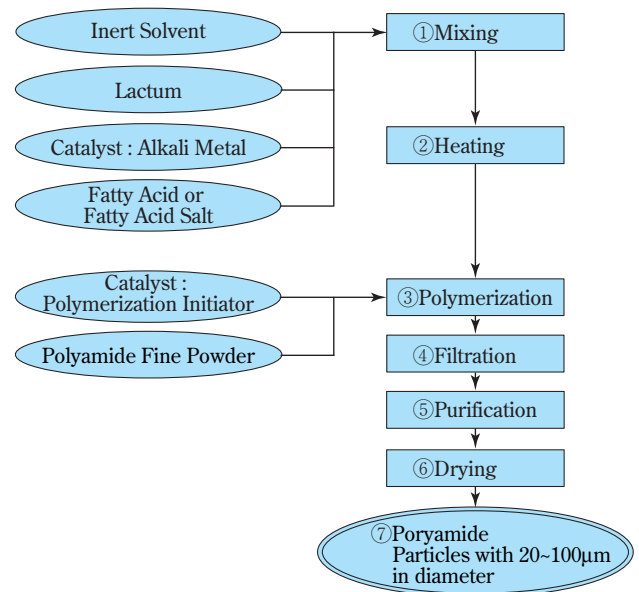 Inert Solvent
①Mixing
Lactum
Catalyst : Alkali Metal
②Heating
Fatty Acid or
Fatty Acid Salt
Catalyst :
Polymerization Initiator
③Polymerization
Polyamide Fine Powder
④Filtration
⑤Purification
⑥Drying
⑦Poryamide
Particles with 20~100μm
in diameter